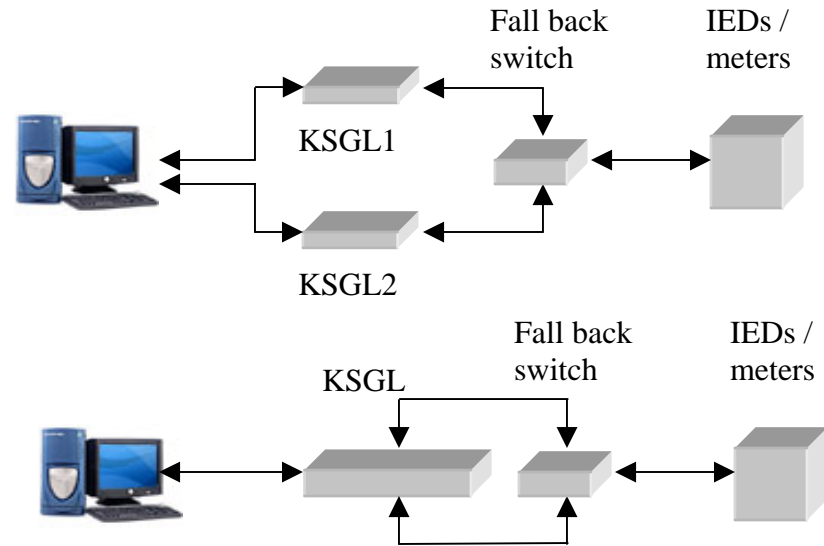 Fall back
switch
IEDs /
meters
KSGL1
KSGL2
Fall back
switch
IEDs /
meters
KSGL